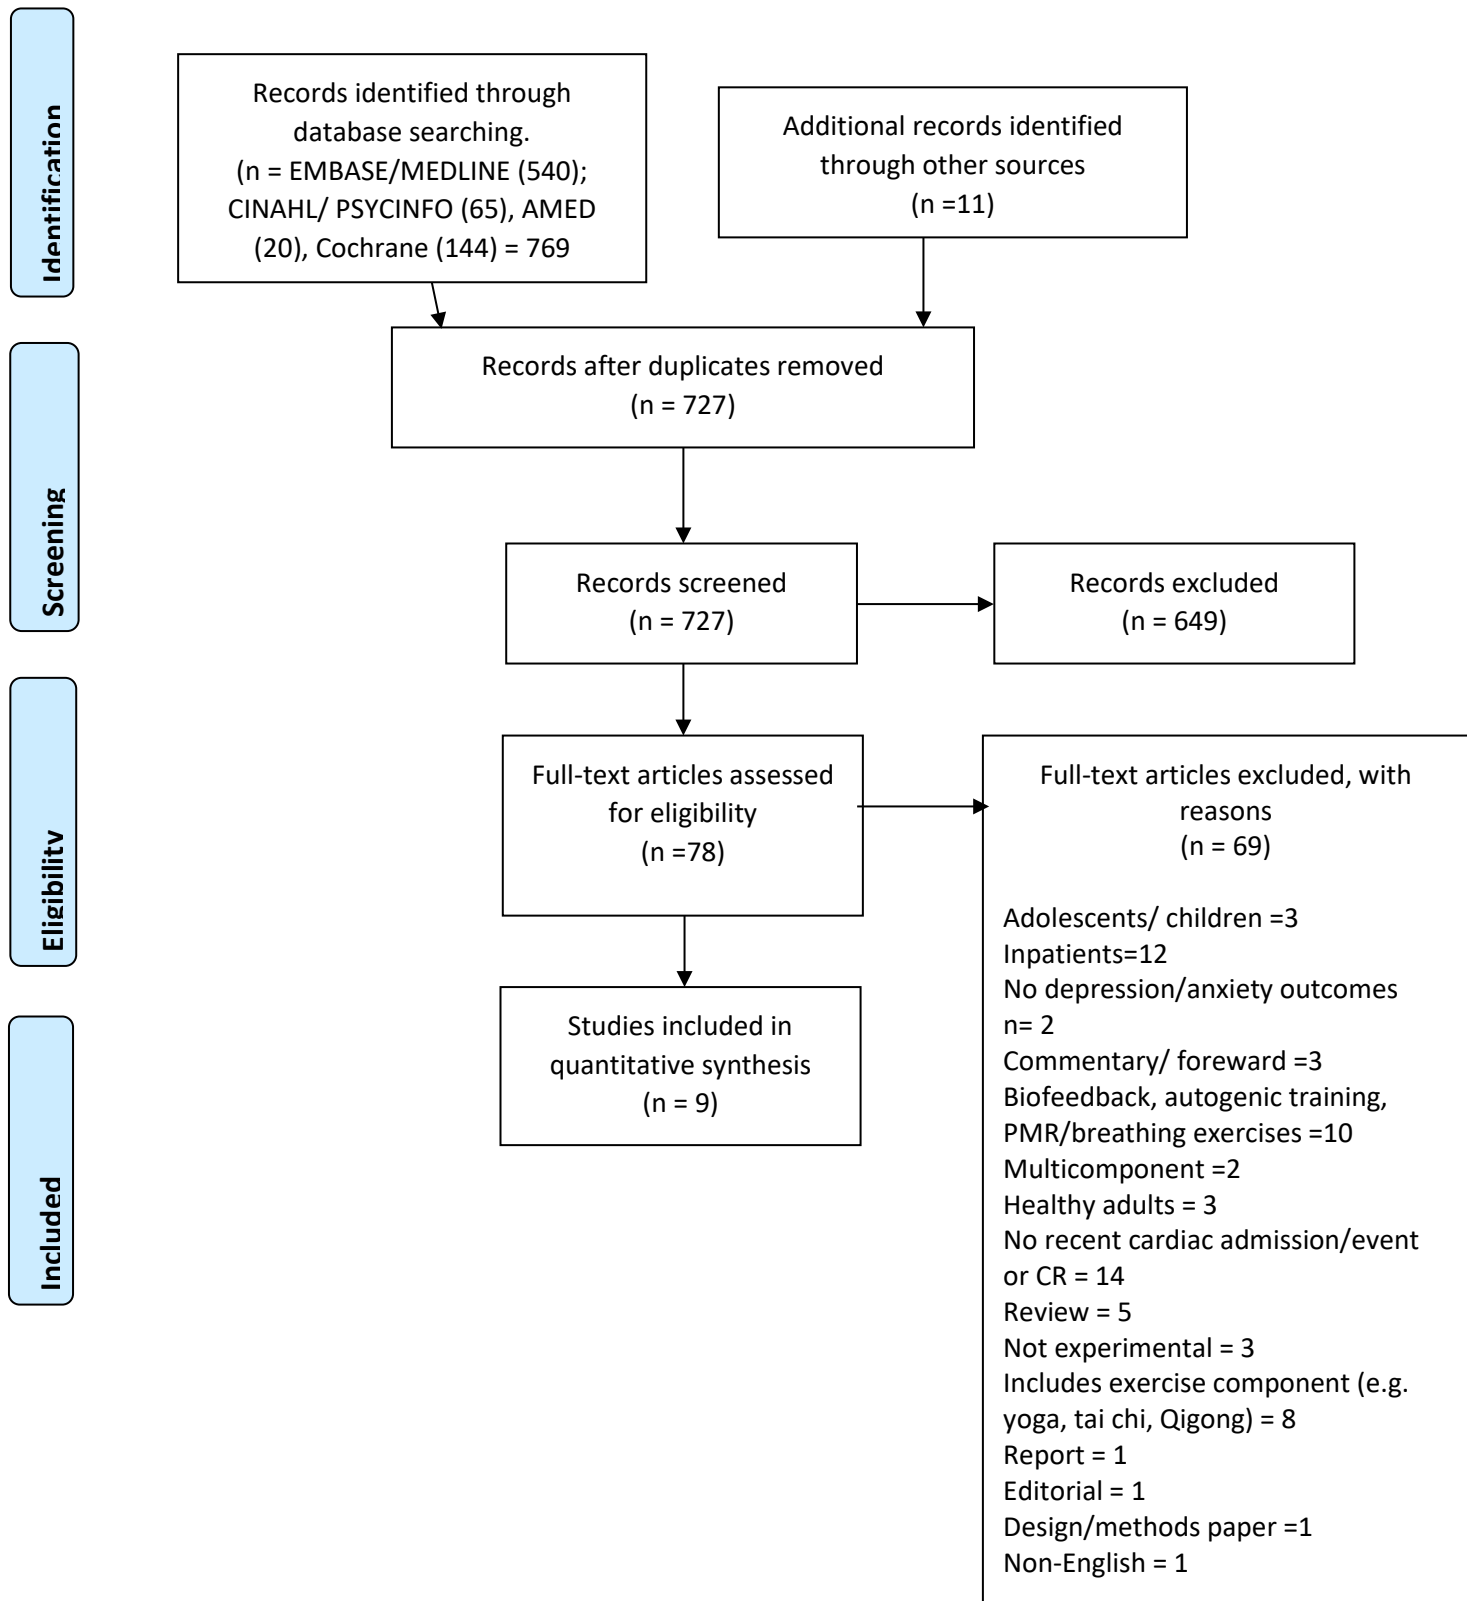 Identification
Records identified through
database searching.
(n = EMBASE/MEDLINE (540);
CINAHL/ PSYCINFO (65), AMED
(20), Cochrane (144) = 769
Additional records identified
through other sources
(n =11)
Records after duplicates removed
(n = 727)
Screening
Records screened
(n = 727)
Records excluded
(n = 649)
Eligibility
Full-text articles assessed
for eligibility
(n =78)
Full-text articles excluded, with
reasons
(n = 69)
Adolescents/ children =3
Inpatients=12
No depression/anxiety outcomes
n= 2
Commentary/ foreward =3
Biofeedback, autogenic training,
PMR/breathing exercises =10
Multicomponent =2
Healthy adults = 3
No recent cardiac admission/event
or CR = 14
Review = 5
Not experimental = 3
Includes exercise component (e.g.
yoga, tai chi, Qigong) = 8
Report = 1
Editorial = 1
Design/methods paper =1
Non-English = 1
Included
Studies included in
quantitative synthesis
(n = 9)